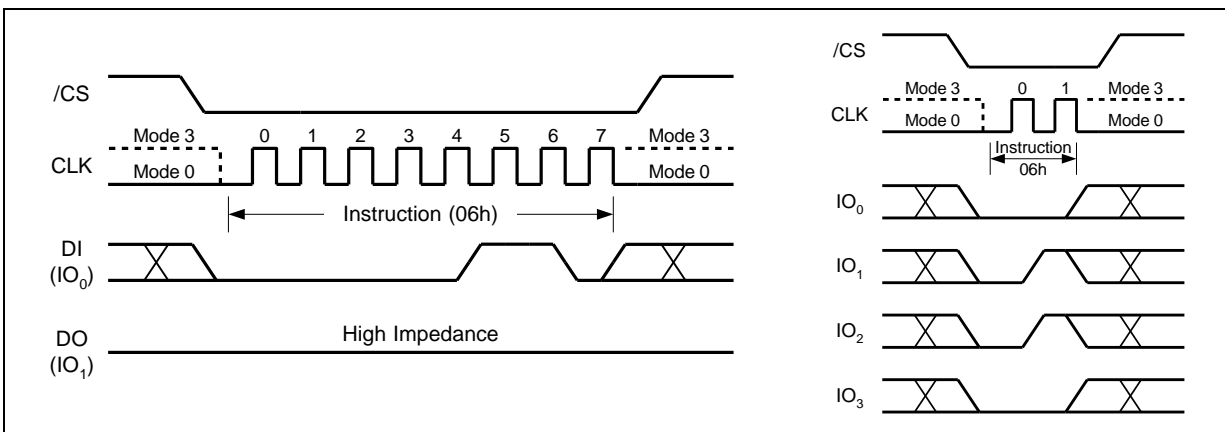 /CS
Mode 3 0 1 2 3 4 5 6 7 Mode 3
CLK
Mode 0 Mode 0
Instruction (06h)
DI
(IO0)
High Impedance
DO
(IO1)
/CS
Mode 3 0 1 Mode 3
CLK
Mode 0 Mode 0
Instruction
06h
IO0
IO1
IO2
IO3